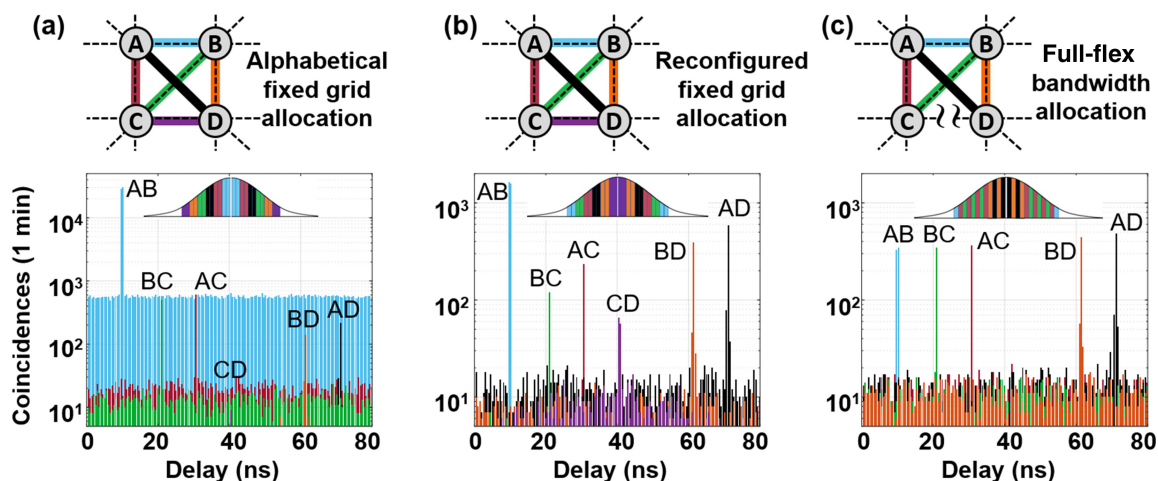 (a)
A
B
C
D
Alphabetical
fixed grid
allocation
(b)
A
B
C
D
Reconfigured
fixed grid
allocation
(c)
A
B
C
D
Full-flex
bandwidth
allocation
Coincidences (1 min)
10⁴
10³
10²
10¹
AB
BC
AC
CD
BD
AD
0 20 40 60 80
Delay (ns)
10³
10²
10¹
AB
BC
AC
CD
BD
AD
0 20 40 60 80
Delay (ns)
10³
10²
10¹
AB
BC
AC
BD
AD
0 20 40 60 80
Delay (ns)